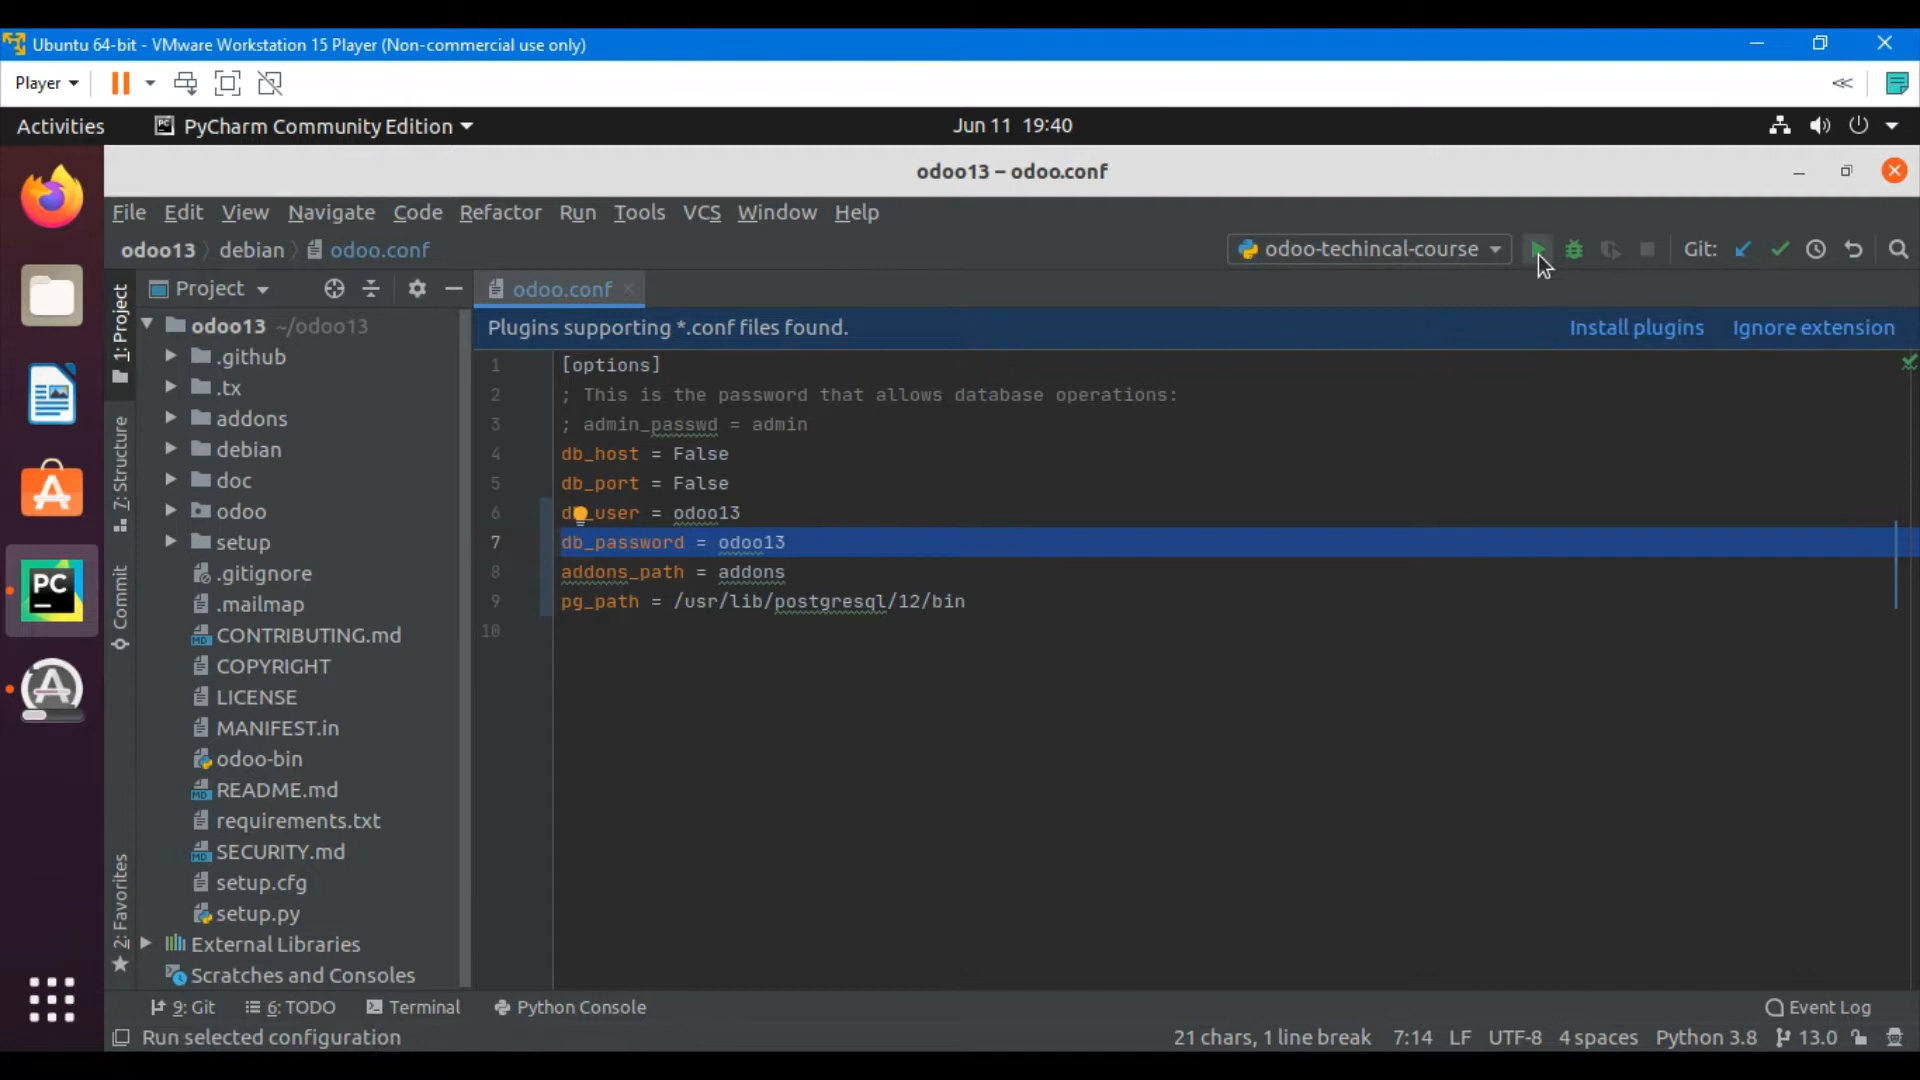 Ubuntu 64-bit - VMware Workstation 15 Player (Non-commercial use only)
Player
Activities
PyCharm Community Edition
Jun 11 19:40
odoo13 – odoo.conf
File Edit View Navigate Code Refactor Run Tools VCS Window Help
odoo13 debian odoo.conf
odoo-techincal-course
Git:
1: Project
7: Structure
Commit
2: Favorites
Project
odoo13 ~/odoo13
.github
.tx
addons
debian
doc
odoo
setup
.gitignore
.mailmap
CONTRIBUTING.md
COPYRIGHT
LICENSE
MANIFEST.in
odoo-bin
README.md
requirements.txt
SECURITY.md
setup.cfg
setup.py
External Libraries
Scratches and Consoles
odoo.conf
Plugins supporting *.conf files found.
Install plugins Ignore extension
1 [options]
2 ; This is the password that allows database operations:
3 ; admin_passwd = admin
4 db_host = False
5 db_port = False
6 d_user = odoo13
7 db_password = odoo13
8 addons_path = addons
9 pg_path = /usr/lib/postgresql/12/bin
10
9: Git 6: TODO Terminal Python Console
Event Log
Run selected configuration
21 chars, 1 line break 7:14 LF UTF-8 4 spaces Python 3.8 13.0